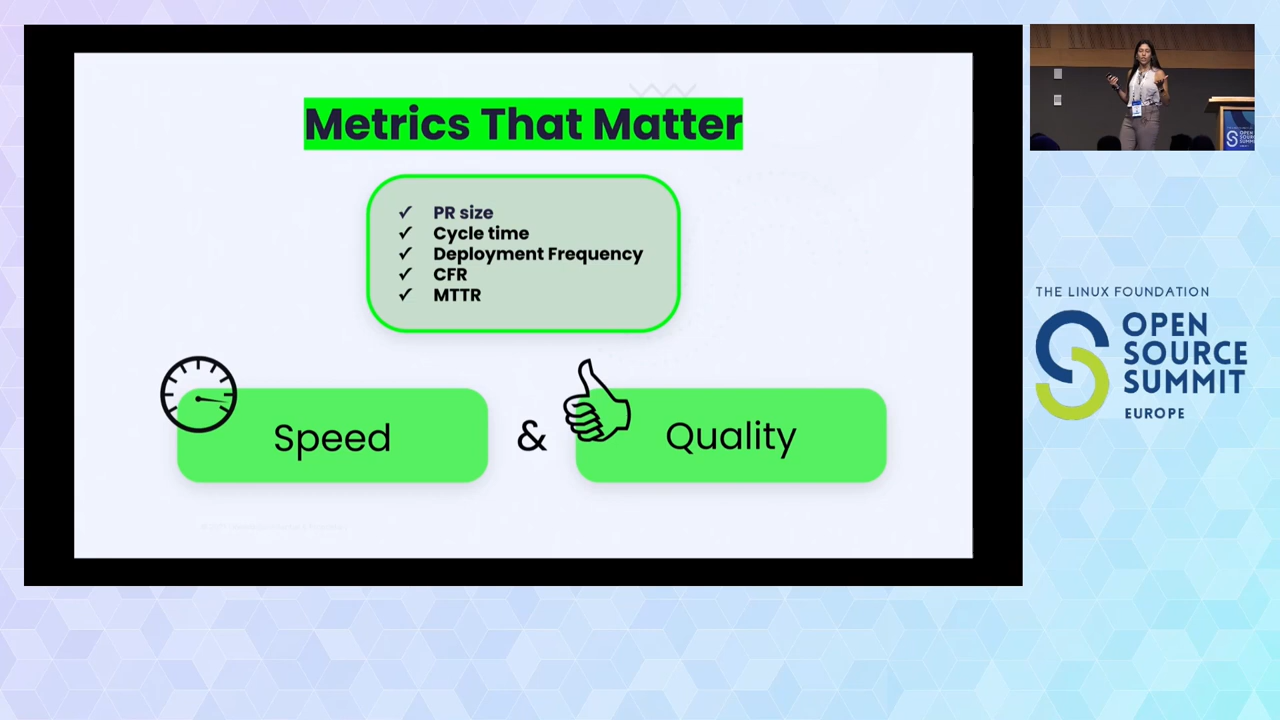 Metrics That Matter
✓ PR size
✓ Cycle time
✓ Deployment Frequency
✓ CFR
✓ MTTR
Speed
&
Quality
THE LINUX FOUNDATION
OPEN
SOURCE
SUMMIT
EUROPE